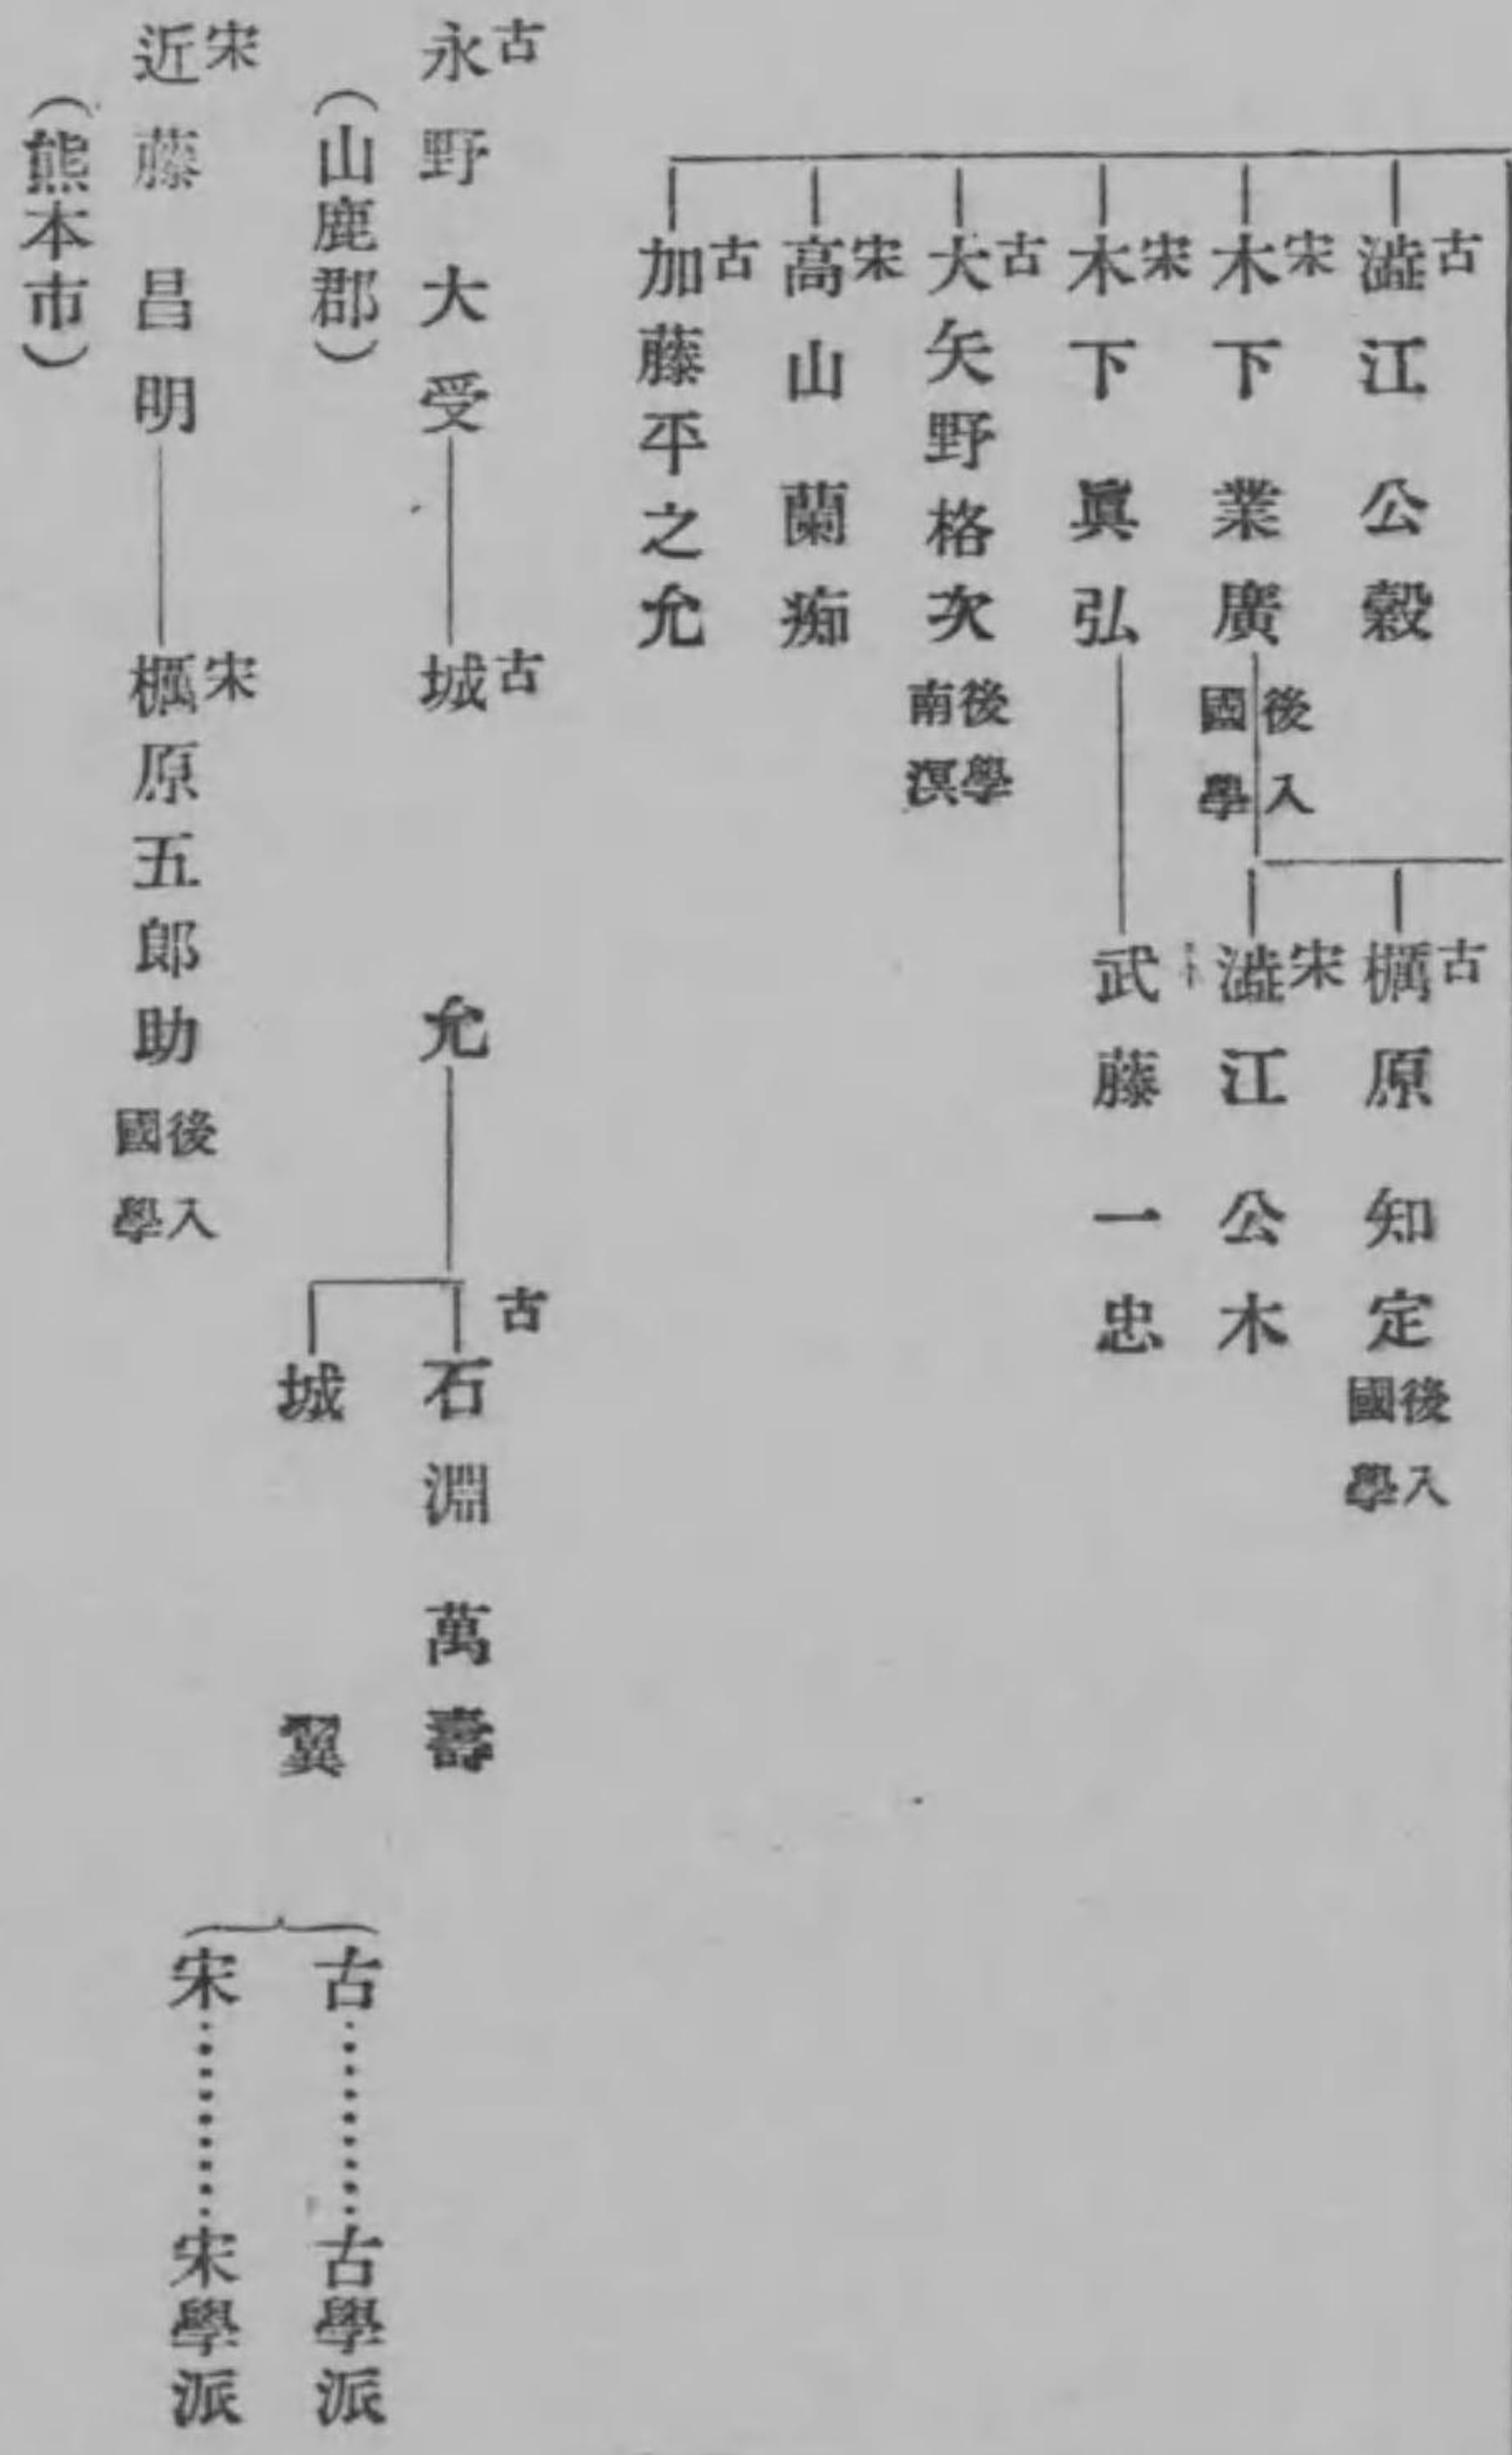 古
澁江公穀
宋
木下業廣
後入
國學
古
櫔原知定
後入
國學
宋
澁江公木
宋
木下眞弘
武藤一忠
古
大矢野格次
後學
南溟
宋
高山蘭痴
古
加藤平之允
古
永野大受
(山鹿郡)
古
城允
古
石淵萬壽
城翼
宋
近藤昌明
(熊本市)
宋
櫔原五郎助
後入
國學
古………古學派
宋………宋學派